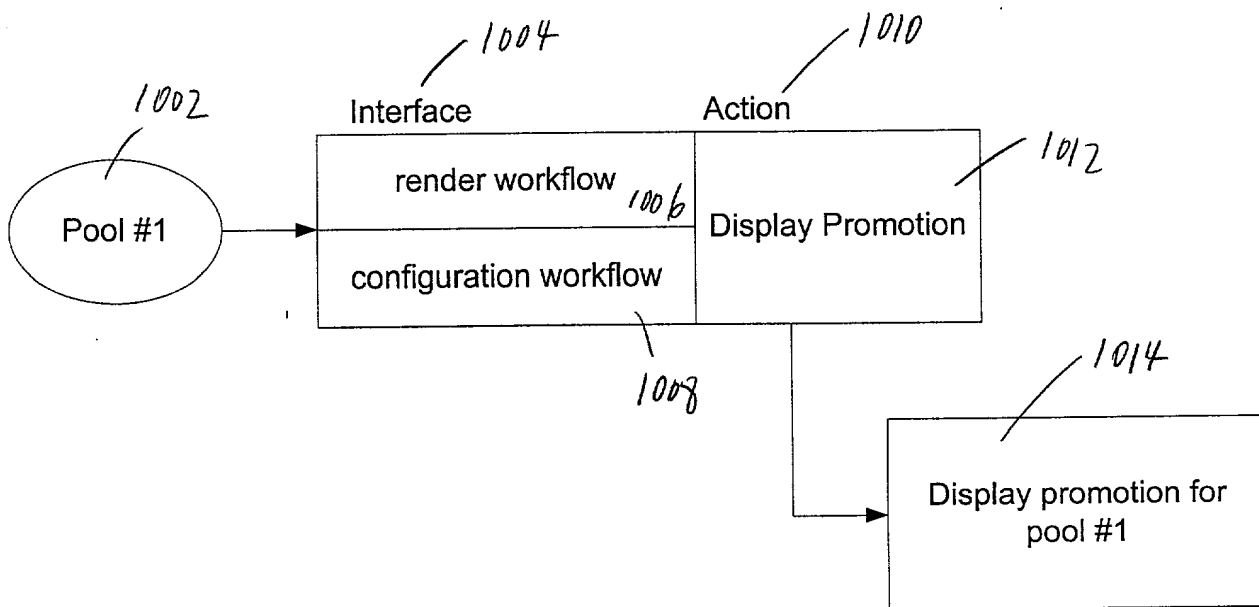 1004
1010
1002
Interface
Action
1012
render workflow
1006
Pool #1
Display Promotion
configuration workflow
1008
1014
Display promotion for
pool #1